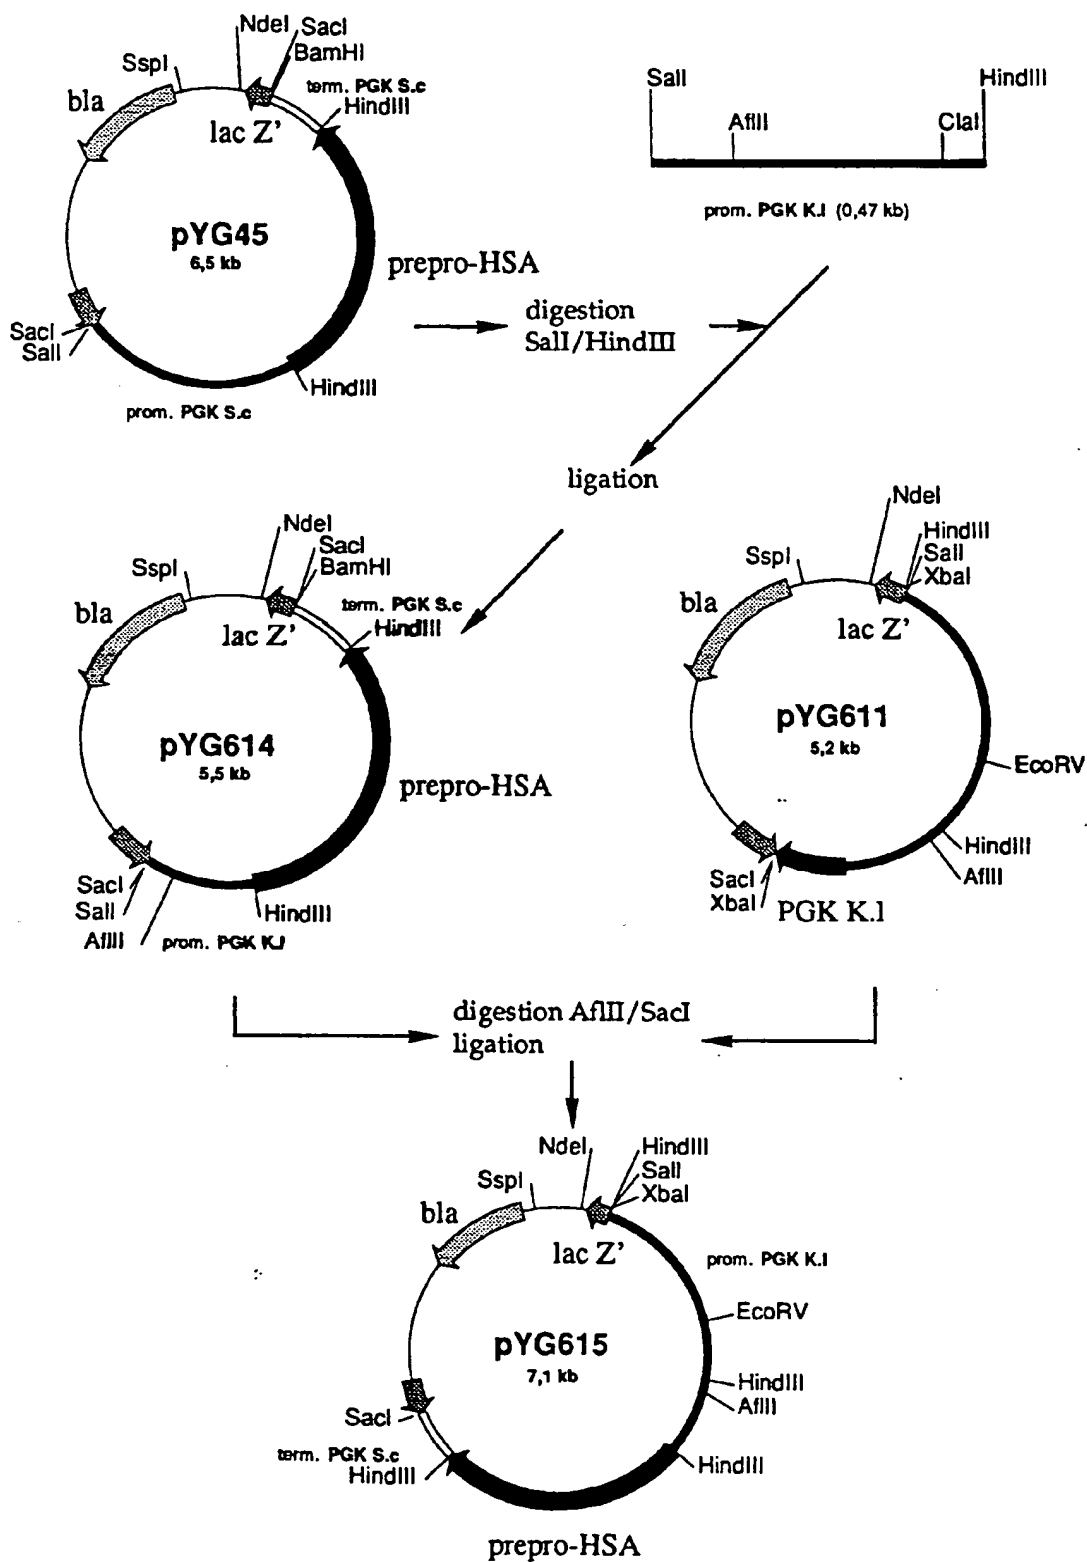 NdeI
SacI
BamHI
SspI
term. PGK S.c
HindIII
bla
lac Z'
pYG45
6,5 kb
prepro-HSA
SacI
SalI
HindIII
prom. PGK S.c
SalI
HindIII
AflII
ClaI
prom. PGK K.l (0,47 kb)
digestion
SalI/HindIII
ligation
NdeI
SacI
BamHI
SspI
term. PGK S.c
HindIII
bla
lac Z'
pYG614
5,5 kb
prepro-HSA
SacI
SalI
AflII
HindIII
prom. PGK K.l
NdeI
HindIII
SalI
XbaI
SspI
bla
lac Z'
pYG611
5,2 kb
EcoRV
HindIII
AflII
SacI
XbaI
PGK K.l
digestion AflII/SacI
ligation
NdeI
HindIII
SalI
XbaI
SspI
bla
lac Z'
prom. PGK K.l
pYG615
7,1 kb
EcoRV
HindIII
AflII
SacI
term. PGK S.c
HindIII
HindIII
prepro-HSA